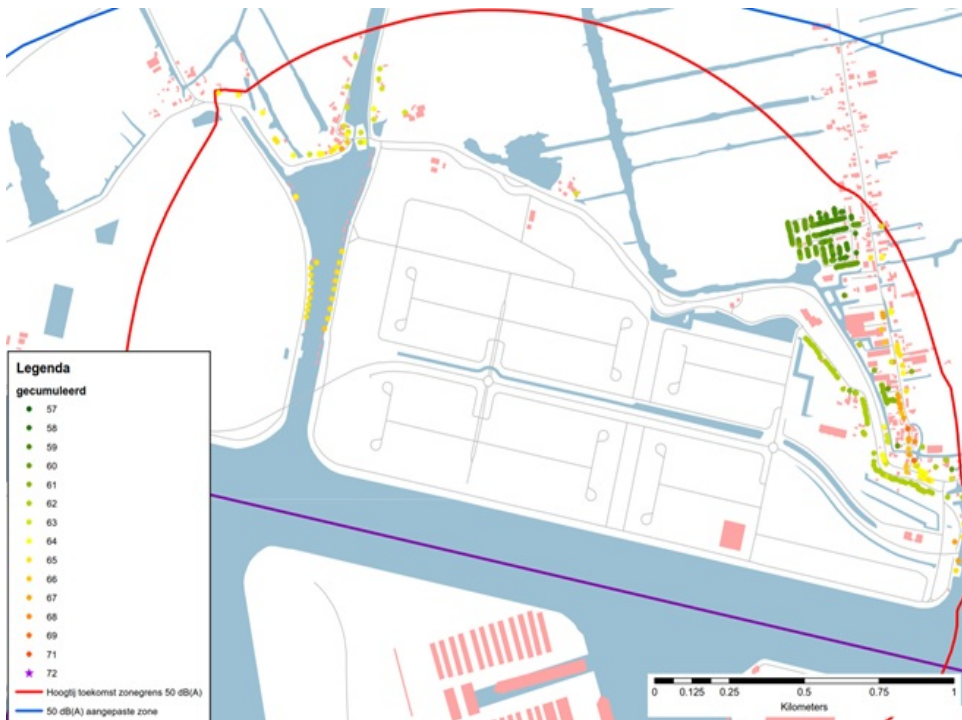 Legenda
gecumuleerd
57
58
59
60
61
62
63
64
65
66
67
68
69
71
72
Hoogtij toekomst zonegrens 50 dB(A)
50 dB(A) aangepaste zone
0 0.125 0.25 0.5 0.75 1
Kilometers